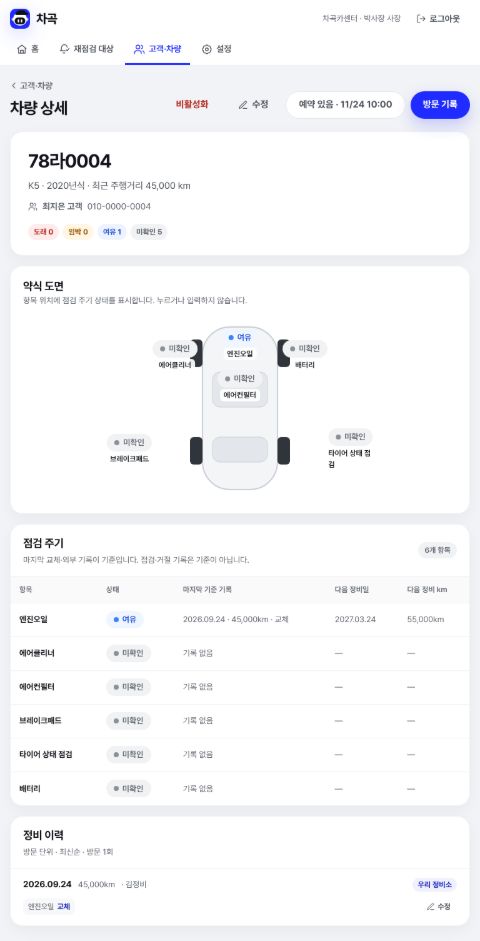 차곡
차곡카센터 · 박사장 사장
로그아웃
홈
재점검 대상
고객·차량
설정
고객·차량
차량 상세
비활성화
수정
예약 있음 · 11/24 10:00
방문 기록
78라0004
K5 · 2020년식 · 최근 주행거리 45,000 km
최지은 고객 010-0000-0004
도래 0
임박 0
여유 1
미확인 5
약식 도면
항목 위치에 점검 주기 상태를 표시합니다. 누르거나 입력하지 않습니다.
여유
엔진오일
미확인
에어클리너
미확인
배터리
미확인
에어컨필터
미확인
브레이크패드
미확인
타이어 상태 점
검
점검 주기
마지막 교체·외부 기록이 기준입니다. 점검·거절 기록은 기준이 아닙니다.
6개 항목
항목 상태 마지막 기준 기록 다음 정비일 다음 정비 km
엔진오일 여유 2026.09.24 · 45,000km · 교체 2027.03.24 55,000km
에어클리너 미확인 기록 없음 — —
에어컨필터 미확인 기록 없음 — —
브레이크패드 미확인 기록 없음 — —
타이어 상태 점검 미확인 기록 없음 — —
배터리 미확인 기록 없음 — —
정비 이력
방문 단위 · 최신순 · 방문 1회
2026.09.24 45,000km · 김정비
우리 정비소
엔진오일 교체
수정